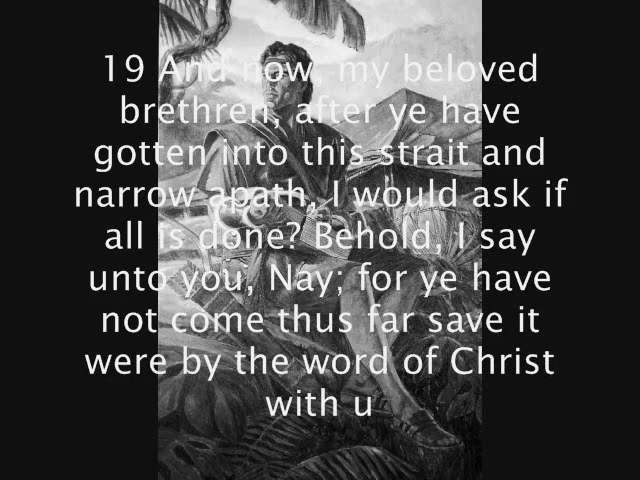 19 And now, my beloved
brethren, after ye have
gotten into this strait and
narrow apath, I would ask if
all is done? Behold, I say
unto you, Nay; for ye have
not come thus far save it
were by the word of Christ
with u